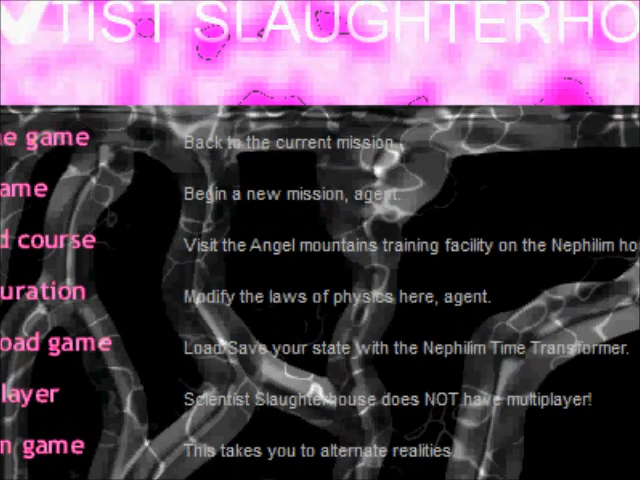 TIST SLAUGHTERHO
e game
Back to the current mission.
ame
Begin a new mission, agent.
d course
Visit the Angel mountains training facility on the Nephilim ho
uration
Modify the laws of physics here, agent.
oad game
Load/Save your state with the Nephilim Time Transformer.
layer
Scientist Slaughterhouse does NOT have multiplayer!
n game
This takes you to alternate realities.